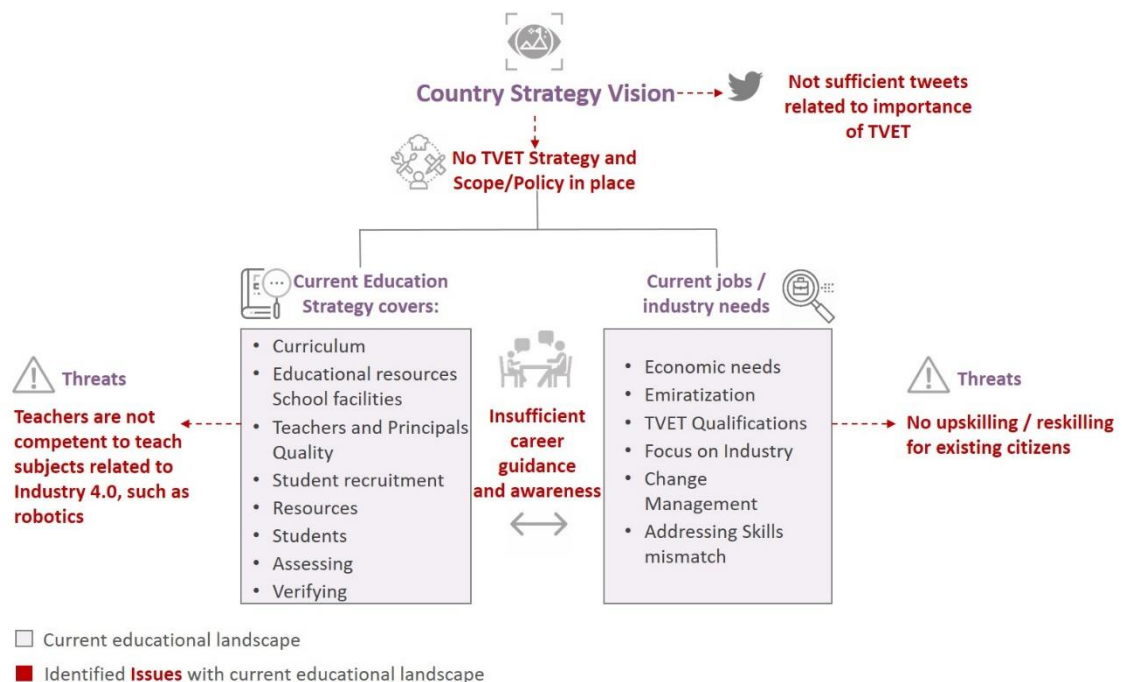 Country Strategy Vision
Not sufficient tweets
related to importance
of TVET
No TVET Strategy and
Scope/Policy in place
Current Education
Strategy covers:
• Curriculum
• Educational resources
School facilities
• Teachers and Principals
Quality
• Student recruitment
• Resources
• Students
• Assessing
• Verifying
Current jobs /
industry needs
• Economic needs
• Emiratization
• TVET Qualifications
• Focus on Industry
• Change
Management
• Addressing Skills
mismatch
Insufficient
career
guidance
and awareness
Threats
Teachers are not
competent to teach
subjects related to
Industry 4.0, such as
robotics
Threats
No upskilling / reskilling
for existing citizens
Current educational landscape
Identified Issues with current educational landscape